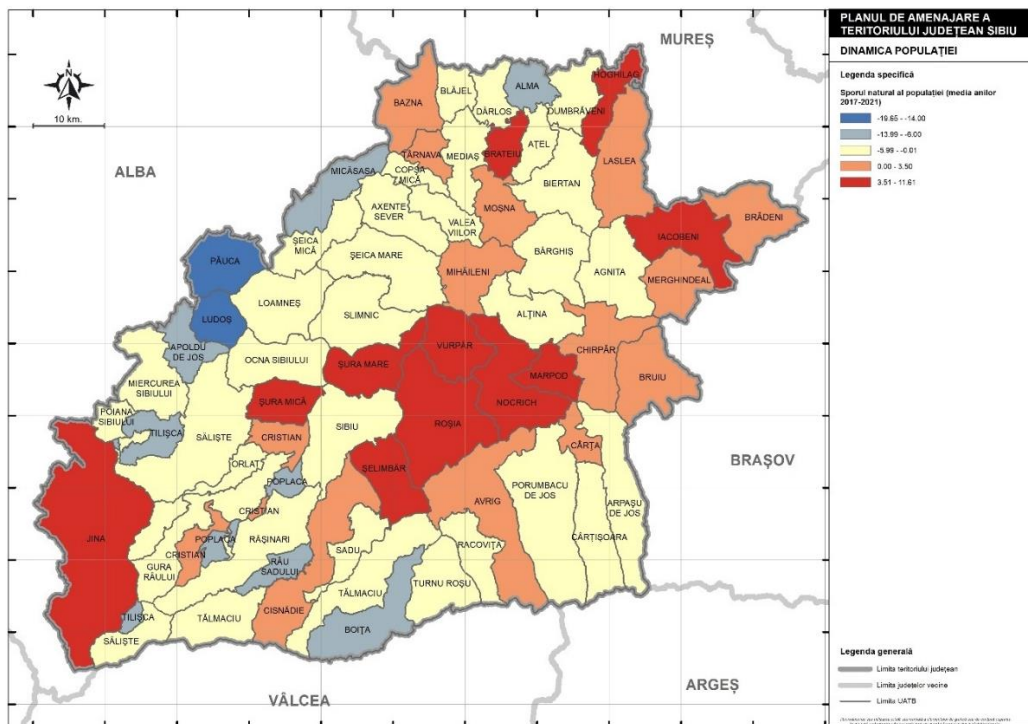 PLANUL DE AMENAJARE A
TERITORIULUI JUDEȚEAN SIBIU
DINAMICA POPULAȚIEI
Legenda specifică
Sporul natural al populației (media anilor
2017-2021)
-19.65 - -14.00
-13.99 - -6.00
-5.99 - -0.01
0.00 - 3.50
3.51 - 11.61
N
10 km.
MUREȘ
ALBA
BRAȘOV
VÂLCEA
ARGEȘ
HOGHILAG
ALMA
BLĂJEL
BAZNA
DÂRLOS
DUMBRĂVENI
TÂRNAVA
MEDIAȘ
BRATEIU
AȚEL
LASLEA
MICĂSASA
COPȘA
MICĂ
BIERTAN
AXENTE
SEVER
MOȘNA
VALEA
VIILOR
BRĂDENI
IACOBENI
ȘEICA
MICĂ
ȘEICA MARE
BÂRGHIȘ
PĂUCA
MIHĂILENI
AGNITA
MERGHINDEAL
LOAMNEȘ
SLIMNIC
ALȚINA
LUDOȘ
APOLDU
DE JOS
VURPĂR
CHIRPĂR
OCNA SIBIULUI
ȘURA MARE
MARPOD
BRUIU
MIERCUREA
SIBIULUI
ȘURA MICĂ
NOCRICH
POIANA
SIBIULUI
ROȘIA
SIBIU
TILIȘCA
SĂLIȘTE
CRISTIAN
CÂRȚA
ORLAT
ȘELIMBĂR
POPLACA
PORUMBACU
DE JOS
AVRIG
ARPAȘU
DE JOS
CRISTIAN
JINA
POPLACA
RĂȘINARI
CÂRȚIȘOARA
CRISTIAN
SADU
RACOVIȚA
GURA
RÂULUI
RÂU
SADULUI
TURNU ROȘU
TĂLMACIU
CISNĂDIE
TILIȘCA
TĂLMACIU
BOIȚA
SĂLIȘTE
Legenda generală
Limita teritoriului județean
Limita județelor vecine
Limita UATB